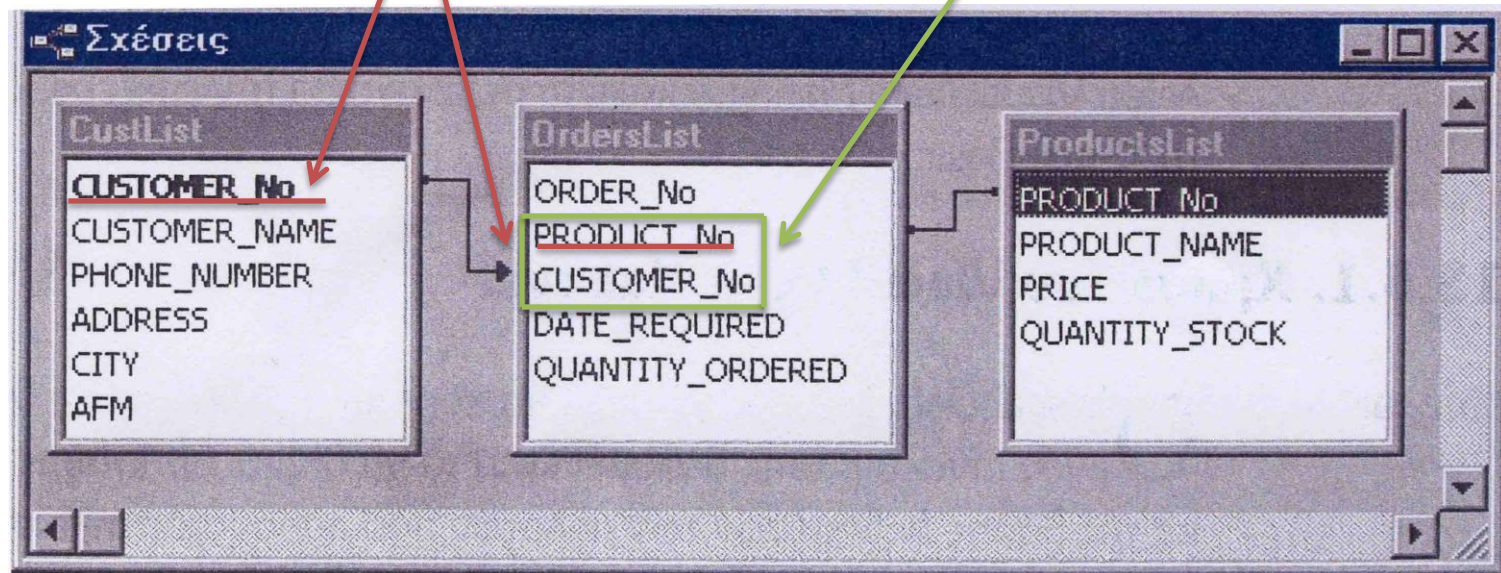 Σχέσεις
CustList
CUSTOMER_No
CUSTOMER_NAME
PHONE_NUMBER
ADDRESS
CITY
AFM
OrdersList
ORDER_No
PRODUCT_No
CUSTOMER_No
DATE_REQUIRED
QUANTITY_ORDERED
ProductsList
PRODUCT_No
PRODUCT_NAME
PRICE
QUANTITY_STOCK